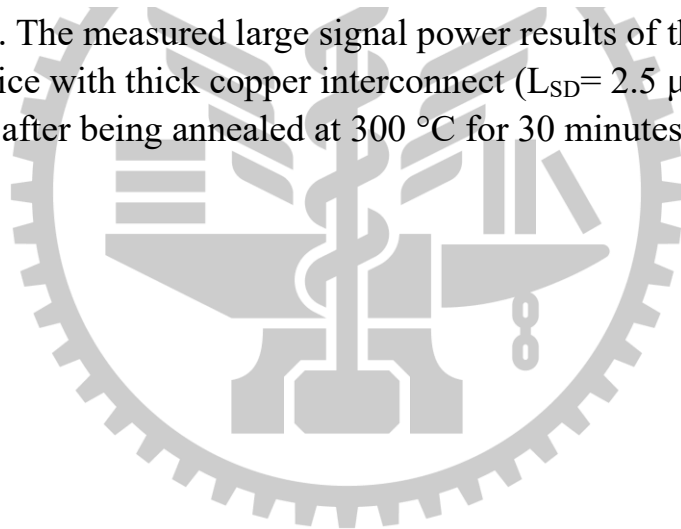 . The measured large signal power results of
ice with thick copper interconnect (LSD= 2.5
after being annealed at 300 °C for 30 minutes